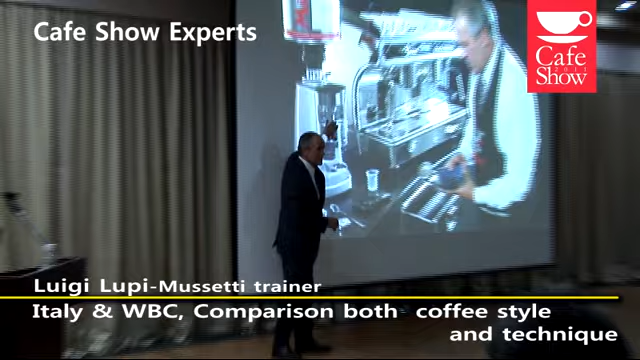 Cafe Show Experts
Cafe
Show
Luigi Lupi-Mussetti trainer
Italy & WBC, Comparison both coffee style
and technique